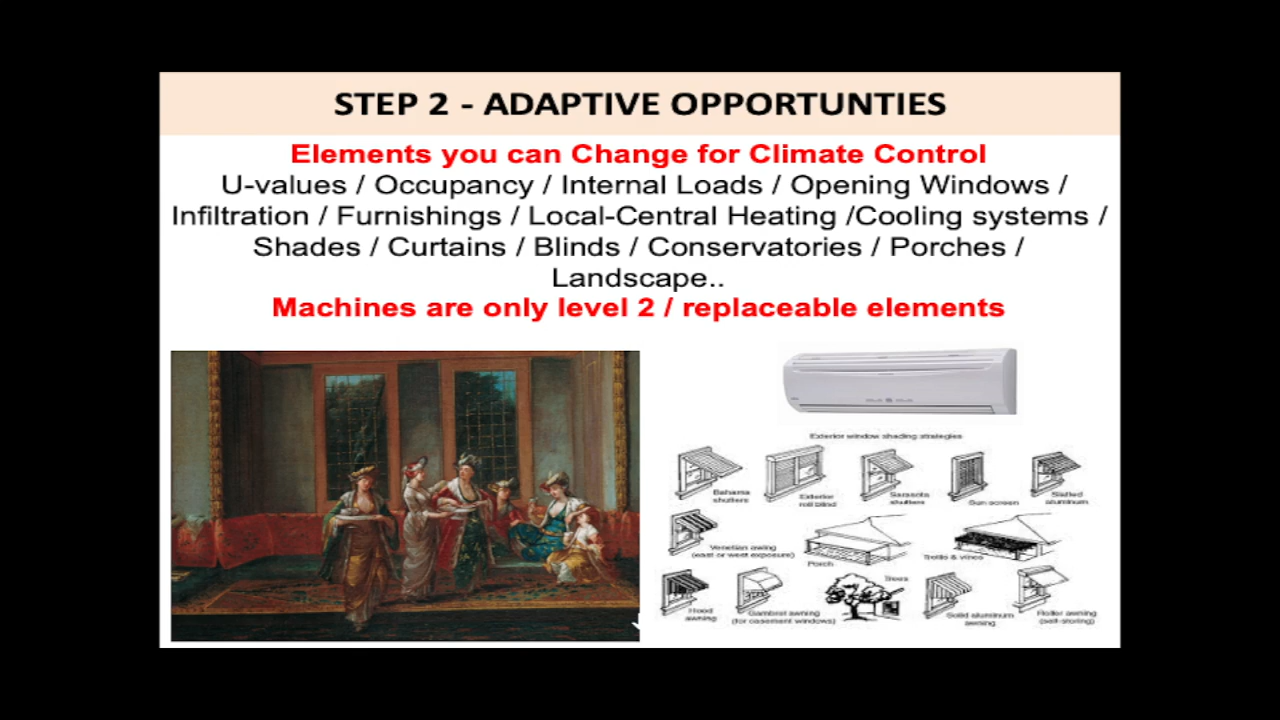 STEP 2 - ADAPTIVE OPPORTUNTIES
Elements you can Change for Climate Control
U-values / Occupancy / Internal Loads / Opening Windows /
Infiltration / Furnishings / Local-Central Heating /Cooling systems /
Shades / Curtains / Blinds / Conservatories / Porches /
Landscape..
Machines are only level 2 / replaceable elements
Exterior window shading strategies
Bahama
shutters
Exterior
roll blind
Sarasota
shutters
Sun screen
Slatted
aluminum
Venetian awing
(east or west exposure)
Porch
Trellis & vines
Hood
awning
Gambrel awning
(for casement windows)
Trees
Solid aluminum
awning
Roller awning
(self-storing)